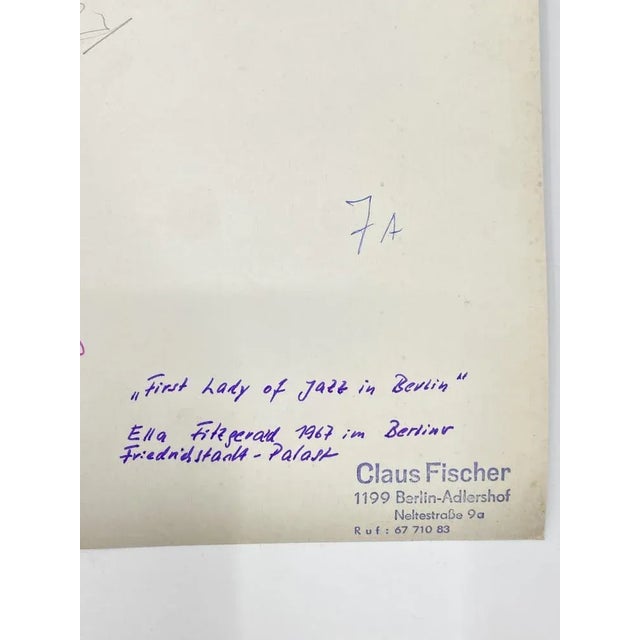 7A
„First Lady of Jazz in Berlin“
Ella Fitzgerald 1967 im Berliner
Friedrichstadt-Palast
Claus Fischer
1199 Berlin-Adlershof
Neltestraße 9a
Ruf: 67 710 83